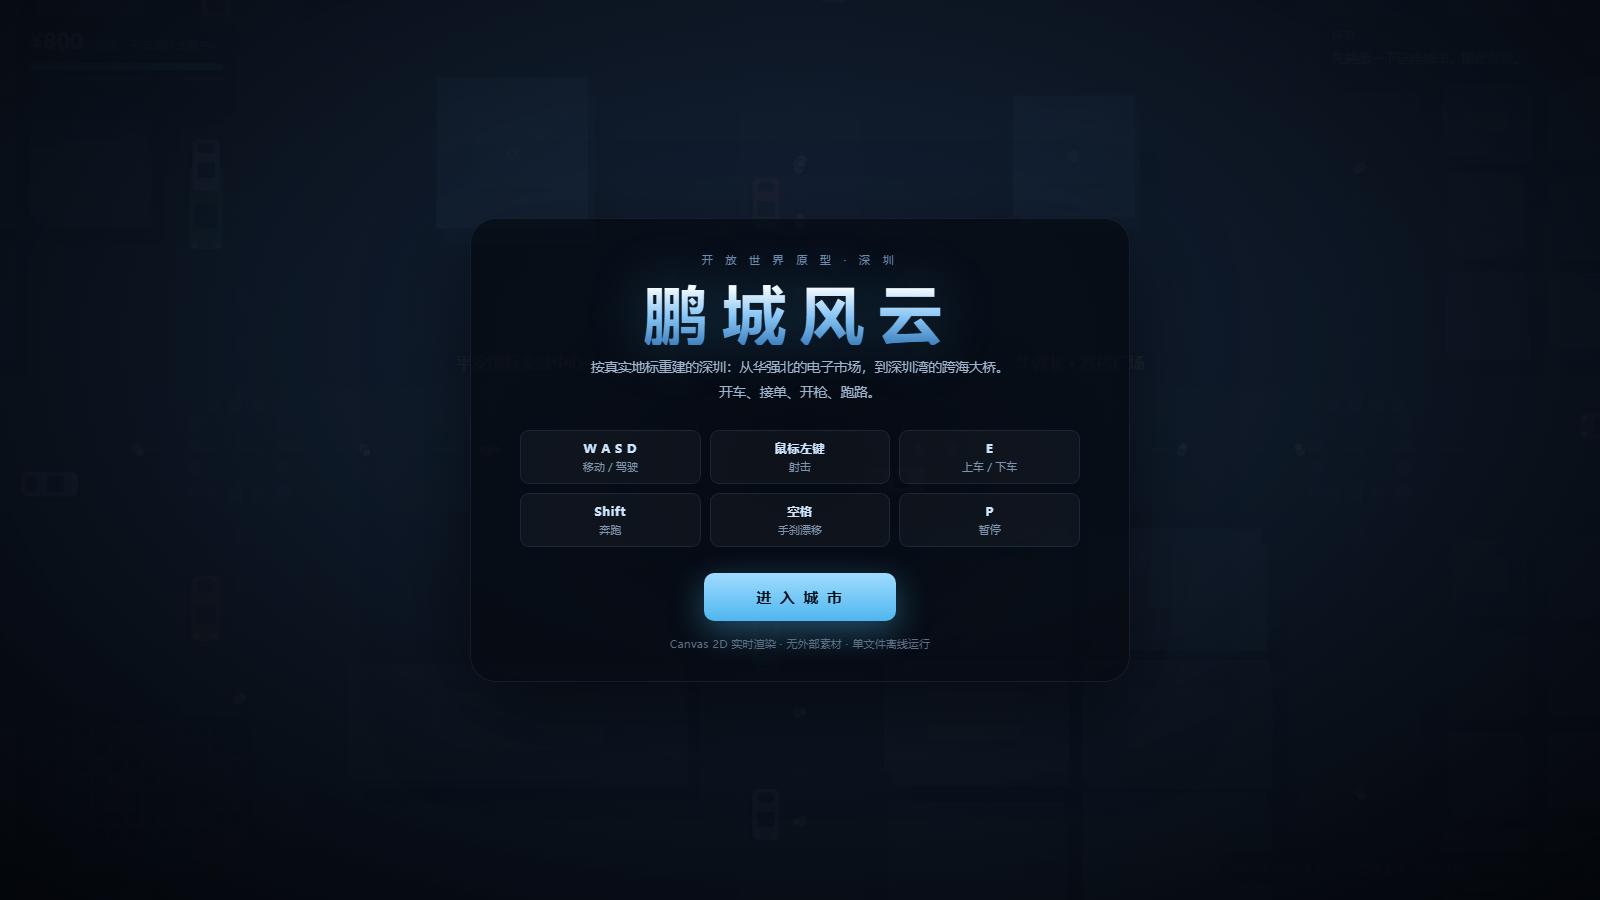 ¥800
开放世界原型 · 深圳
鹏城风云
按真实地标重建的深圳：从华强北的电子市场，到深圳湾的跨海大桥。
开车、接单、开枪、跑路。
W A S D
移动 / 驾驶
鼠标左键
射击
E
上车 / 下车
Shift
奔跑
空格
手刹漂移
P
暂停
进入城市
Canvas 2D 实时渲染 · 无外部素材 · 单文件离线运行